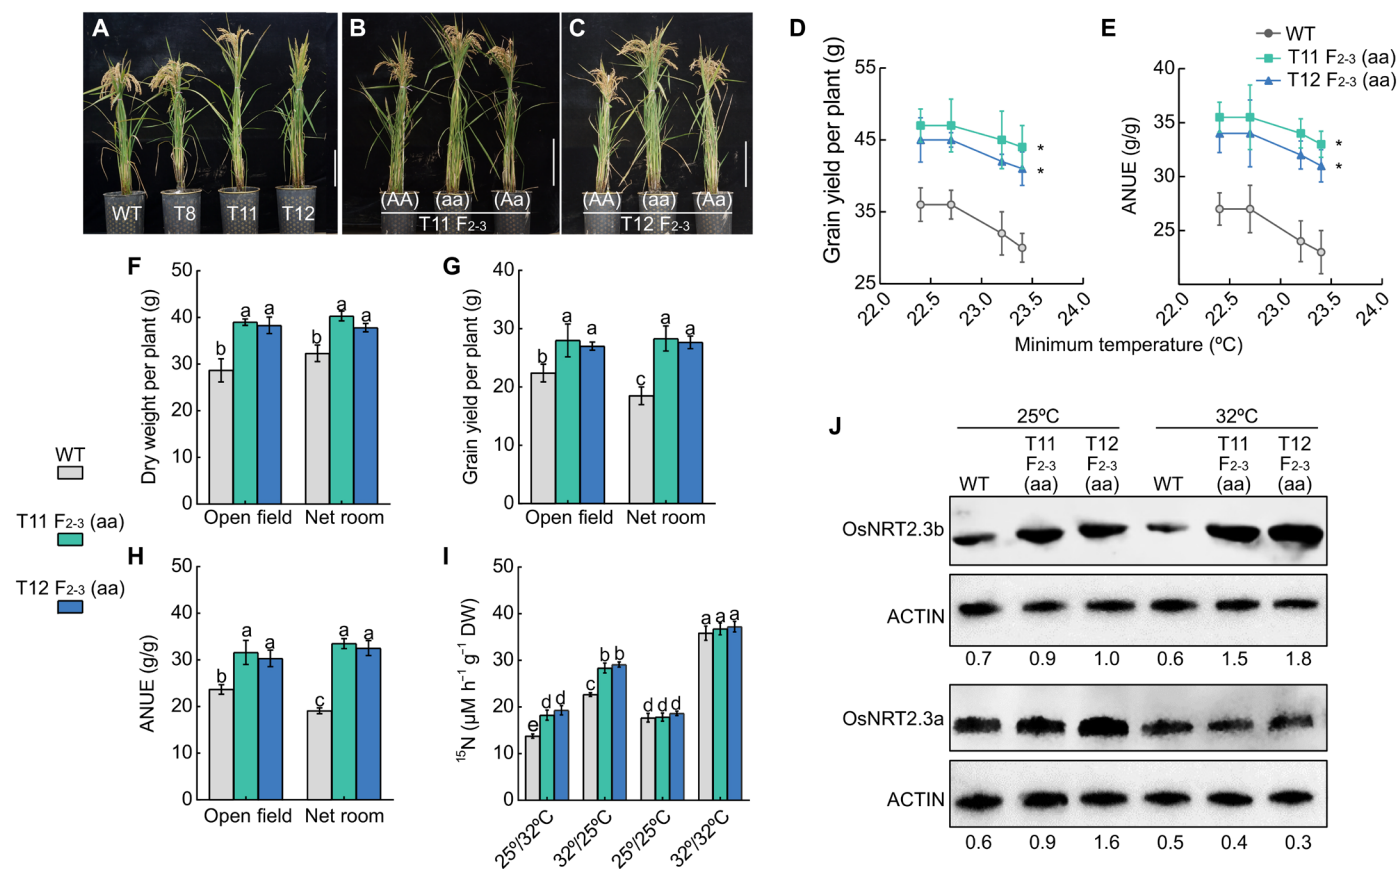 A
WT
T8
T11
T12
B
(AA)
(aa)
(Aa)
T11 F2-3
C
(AA)
(aa)
(Aa)
T12 F2-3
D
Grain yield per plant (g)
55
45
35
25
22.0
22.5
23.0
23.5
24.0
*
*
E
WT
T11 F2-3 (aa)
T12 F2-3 (aa)
ANUE (g/g)
40
35
30
25
22.0
22.5
23.0
23.5
24.0
*
*
Minimum temperature (ºC)
WT
T11 F2-3 (aa)
T12 F2-3 (aa)
F
Dry weight per plant (g)
50
40
30
20
10
0
b a a
b a a
Open field Net room
G
Grain yield per plant (g)
40
30
20
10
0
b a a
c a a
Open field Net room
H
ANUE (g/g)
50
40
30
20
10
0
b a a
c a a
Open field Net room
I
¹⁵N (µM h⁻¹ g⁻¹ DW)
50
40
30
20
10
0
e d d
c b b
d d d
a a a
25º/32ºC
32º/25ºC
25º/25ºC
32º/32ºC
J
25ºC 32ºC
WT
T11 F2-3 (aa)
T12 F2-3 (aa)
WT
T11 F2-3 (aa)
T12 F2-3 (aa)
OsNRT2.3b
ACTIN
0.7 0.9 1.0 0.6 1.5 1.8
OsNRT2.3a
ACTIN
0.6 0.9 1.6 0.5 0.4 0.3